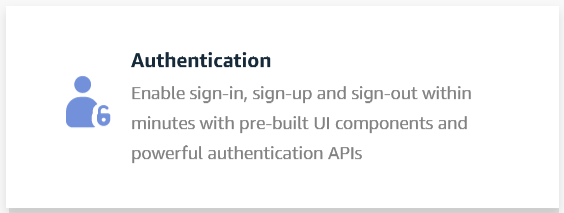 Authentication
Enable sign-in, sign-up and sign-out within
minutes with pre-built UI components and
powerful authentication APIs